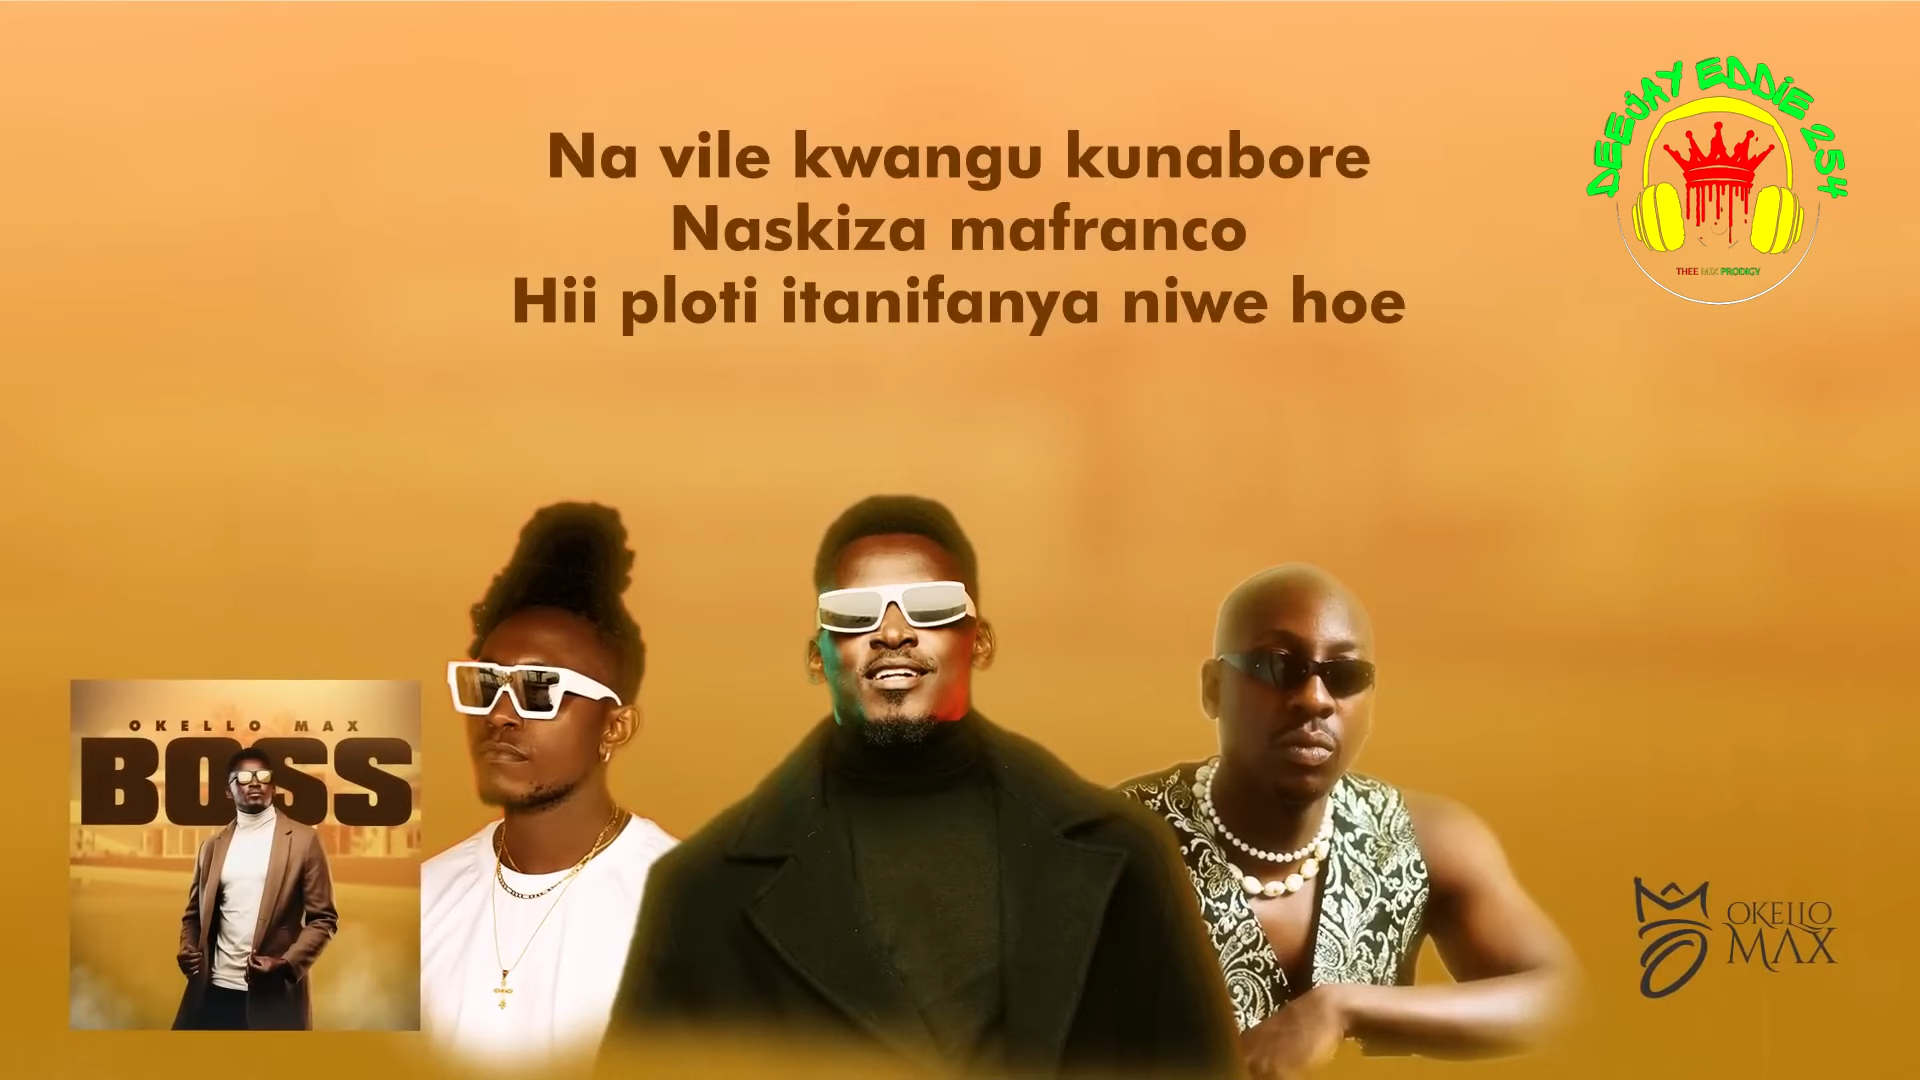 DEEJAY EDDIE 254
Na vile kwangu kunabore
Naskiza mafranco
Hii ploti itanifanya niwe hoe
THEE MIX PRODIGY
OKELLO MAX
BOSS
OKELLO
MAX